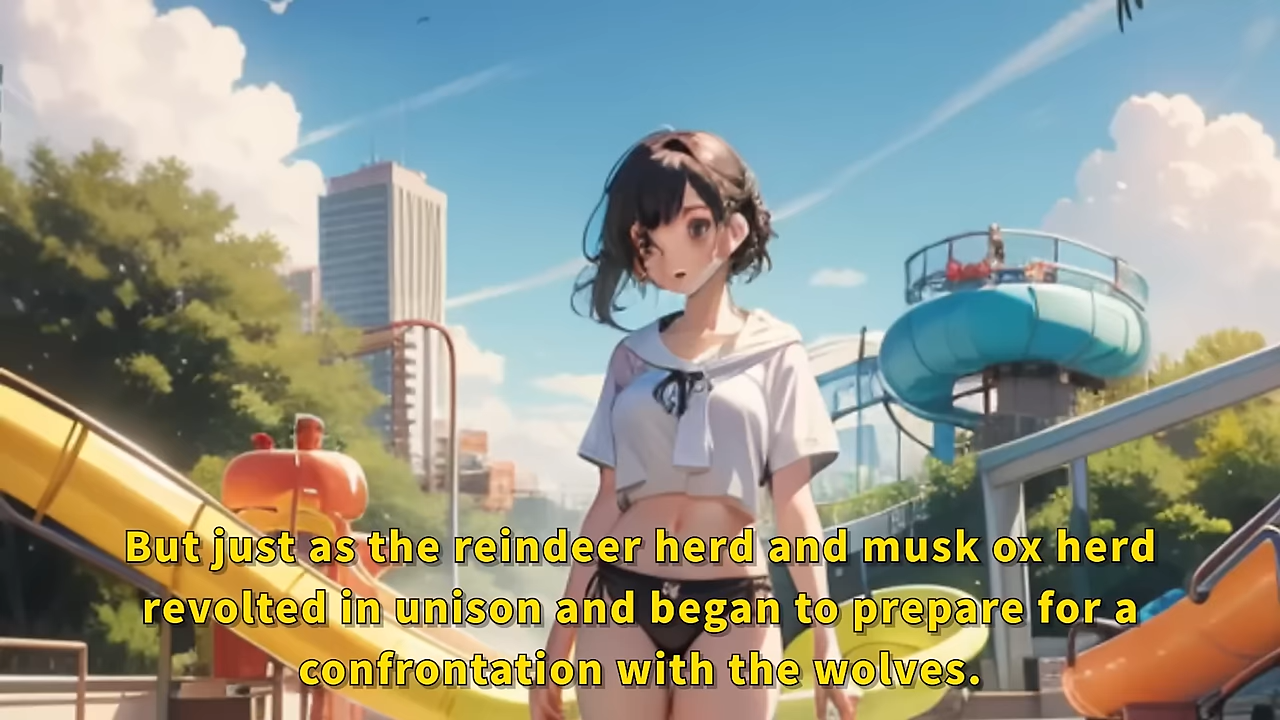 But just as the reindeer herd and musk ox herd
revolted in unison and began to prepare for a
confrontation with the wolves.